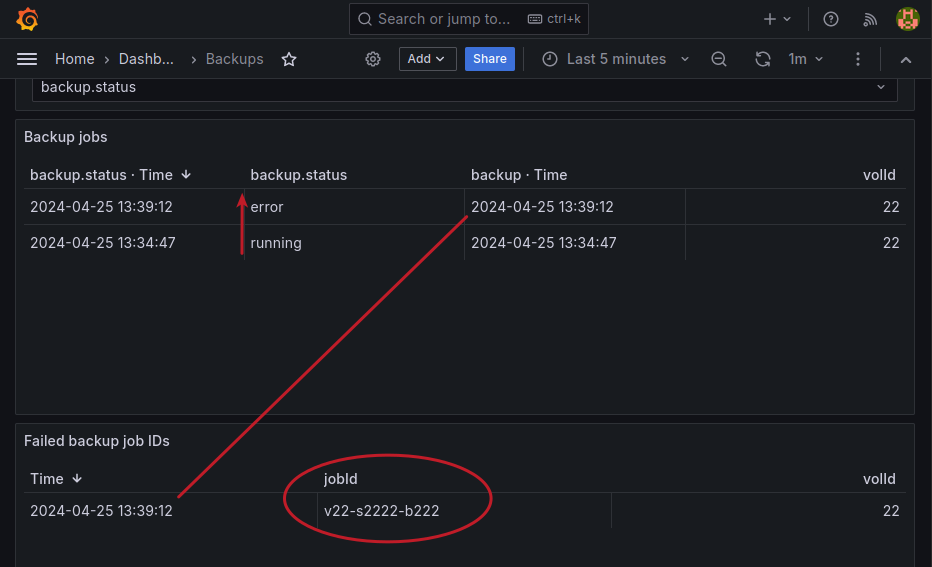 Search or jump to... ctrl+k
Home › Dashb... › Backups Add Share Last 5 minutes 1m
backup.status
Backup jobs
backup.status · Time backup.status backup · Time volId
2024-04-25 13:39:12 error 2024-04-25 13:39:12 22
2024-04-25 13:34:47 running 2024-04-25 13:34:47 22
Failed backup job IDs
Time jobId volId
2024-04-25 13:39:12 v22-s2222-b222 22